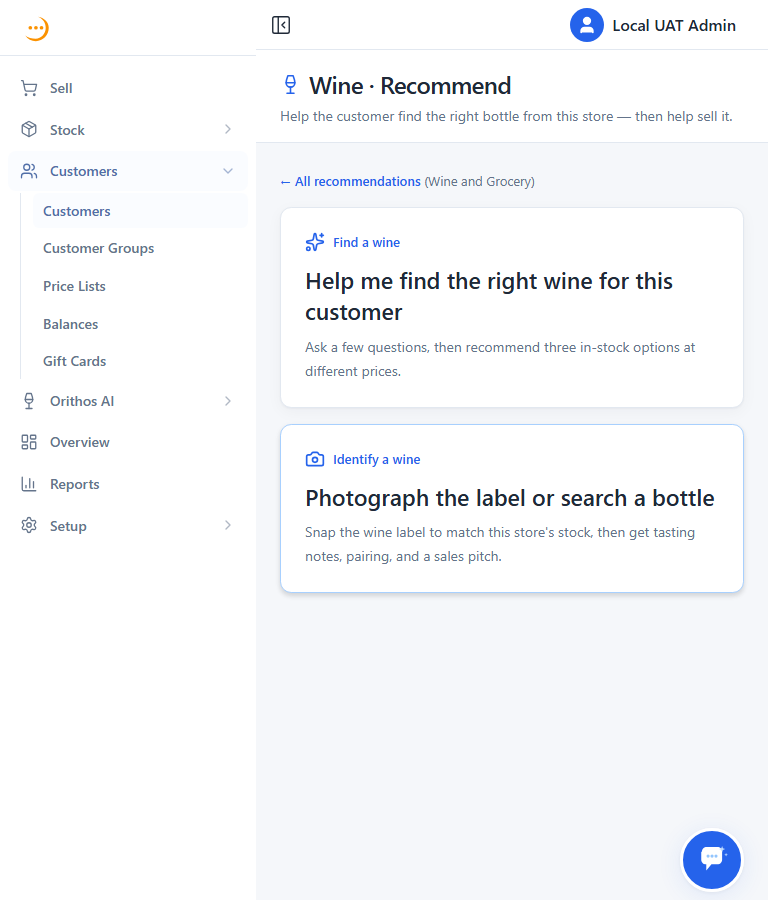 Local UAT Admin
Sell
Stock
Customers
Customers
Customer Groups
Price Lists
Balances
Gift Cards
Orithos AI
Overview
Reports
Setup
Wine · Recommend
Help the customer find the right bottle from this store — then help sell it.
← All recommendations (Wine and Grocery)
Find a wine
Help me find the right wine for this
customer
Ask a few questions, then recommend three in-stock options at
different prices.
Identify a wine
Photograph the label or search a bottle
Snap the wine label to match this store's stock, then get tasting
notes, pairing, and a sales pitch.